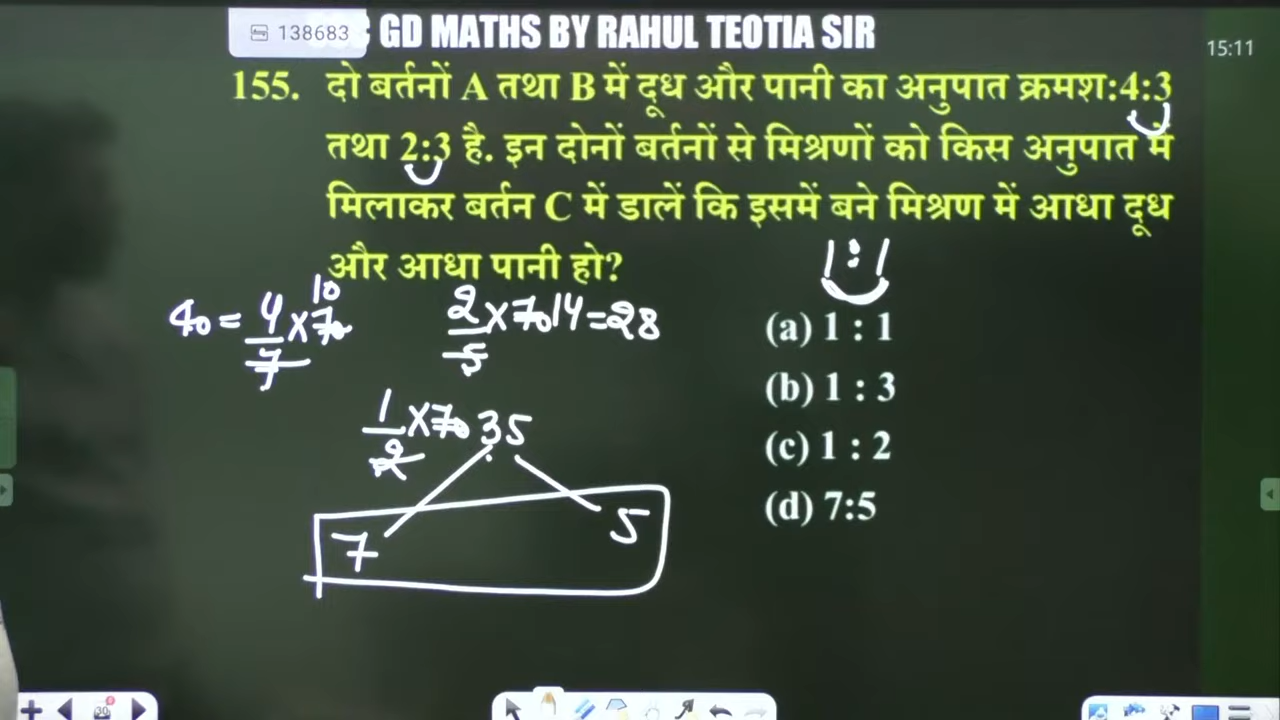 138683
GD MATHS BY RAHUL TEOTIA SIR
15:11
155. दो बर्तनों A तथा B में दूध और पानी का अनुपात क्रमश:4:3
तथा 2:3 है. इन दोनों बर्तनों से मिश्रणों को किस अनुपात में
मिलाकर बर्तन C में डालें कि इसमें बने मिश्रण में आधा दूध
और आधा पानी हो?
1:1
40 = 4/7 × 70 10
2/5 × 70 14 = 28
1/2 × 70 35
7 5
(a) 1 : 1
(b) 1 : 3
(c) 1 : 2
(d) 7:5
30